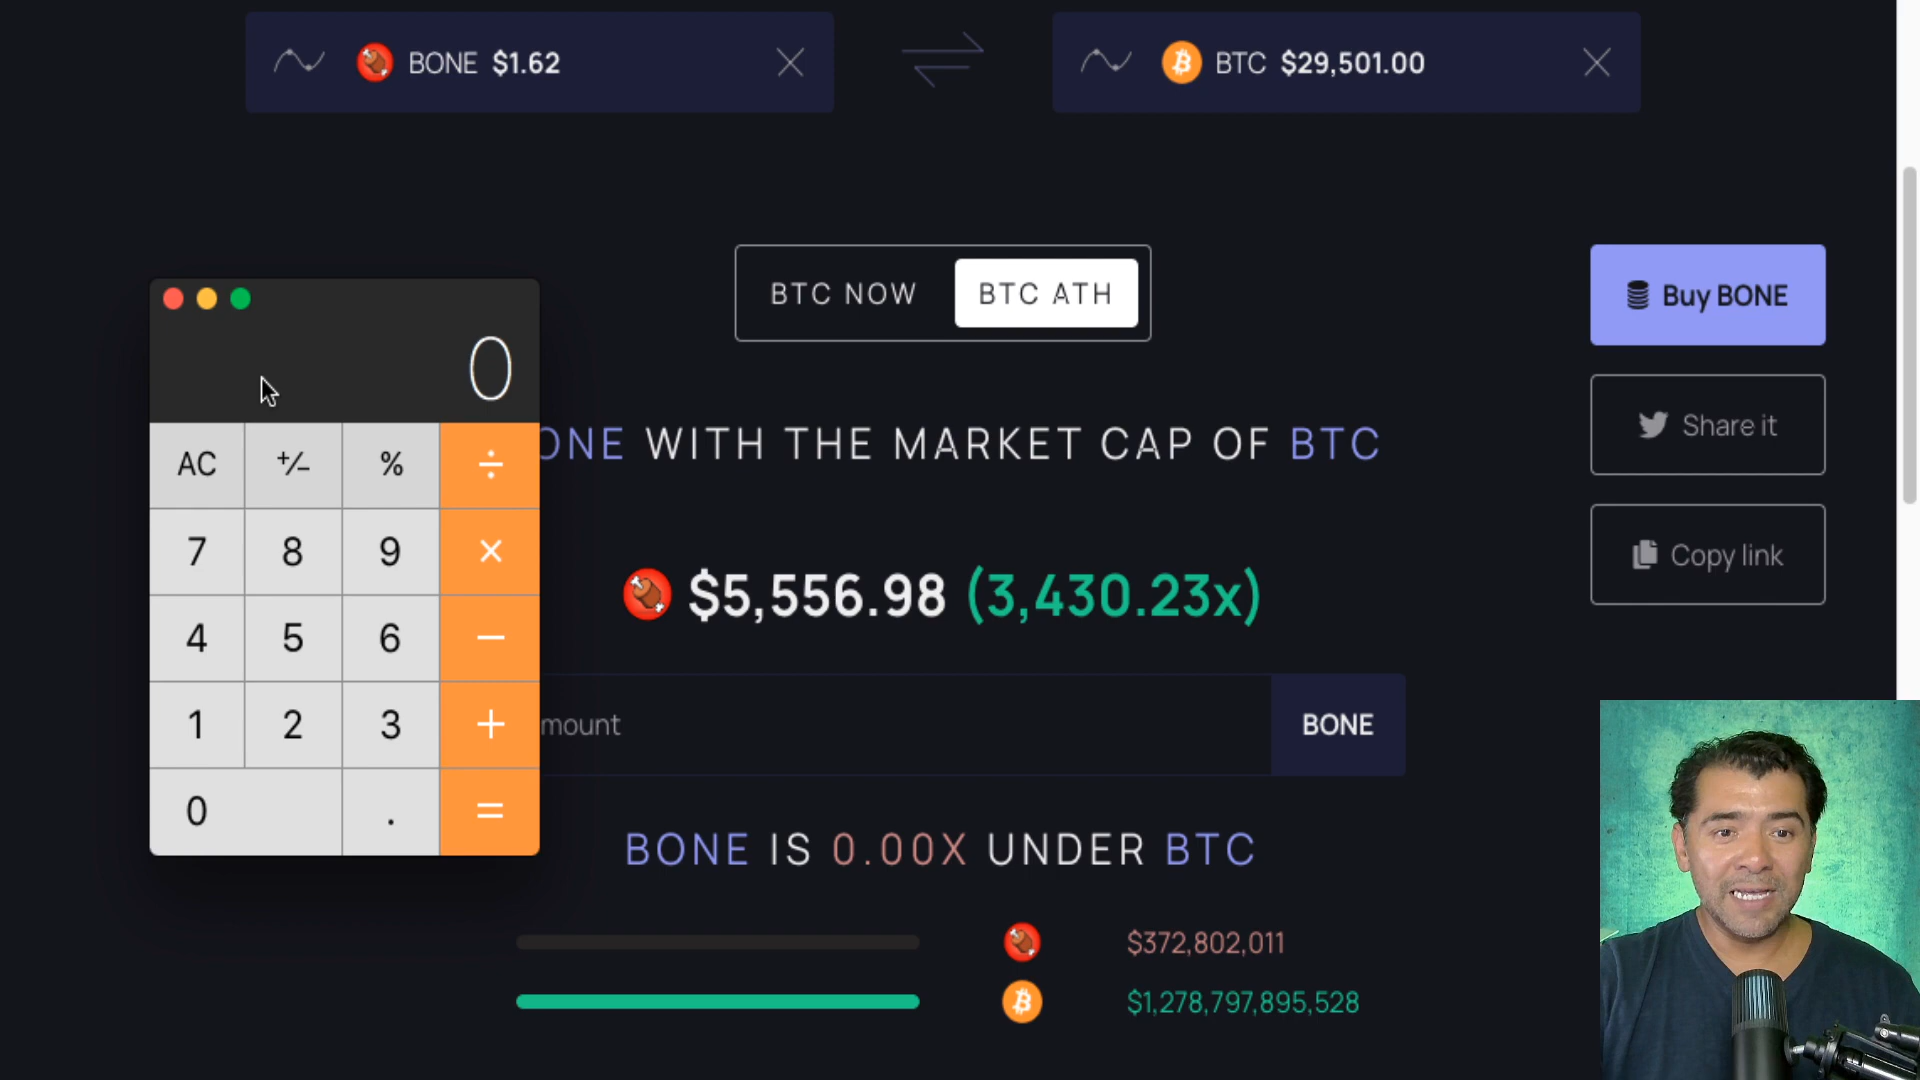 BONE $1.62
BTC $29,501.00
BTC NOW
BTC ATH
Buy BONE
Share it
Copy link
0
AC +/− % ÷
7 8 9 ×
4 5 6 −
1 2 3 +
0 . =
ONE WITH THE MARKET CAP OF BTC
$5,556.98 (3,430.23x)
mount
BONE
BONE IS 0.00X UNDER BTC
$372,802,011
$1,278,797,895,528